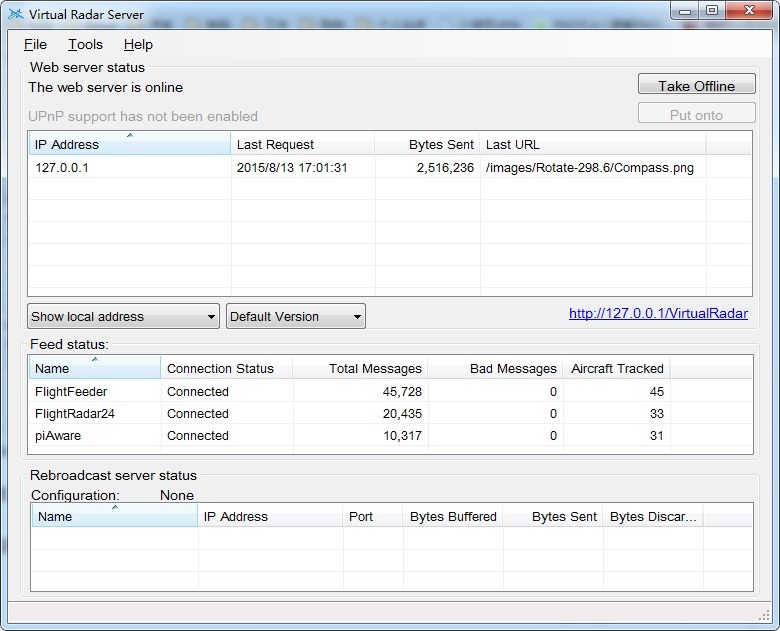 Virtual Radar Server
File Tools Help
Web server status
The web server is online
Take Offline
UPnP support has not been enabled
Put onto
IP Address Last Request Bytes Sent Last URL
127.0.0.1 2015/8/13 17:01:31 2,516,236 /images/Rotate-298.6/Compass.png
Show local address Default Version http://127.0.0.1/VirtualRadar
Feed status:
Name Connection Status Total Messages Bad Messages Aircraft Tracked
FlightFeeder Connected 45,728 0 45
FlightRadar24 Connected 20,435 0 33
piAware Connected 10,317 0 31
Rebroadcast server status
Configuration: None
Name IP Address Port Bytes Buffered Bytes Sent Bytes Discar...